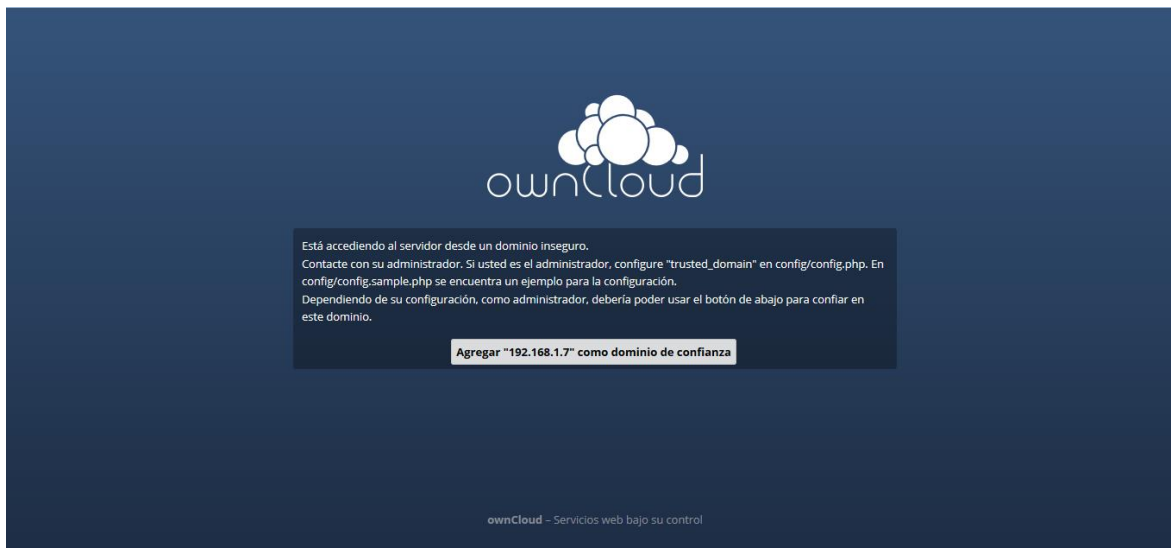 ownCloud
Está accediendo al servidor desde un dominio inseguro.
Contacte con su administrador. Si usted es el administrador, configure "trusted_domain" en config/config.php. En
config/config.sample.php se encuentra un ejemplo para la configuración.
Dependiendo de su configuración, como administrador, debería poder usar el botón de abajo para confiar en
este dominio.
Agregar "192.168.1.7" como dominio de confianza
ownCloud – Servicios web bajo su control